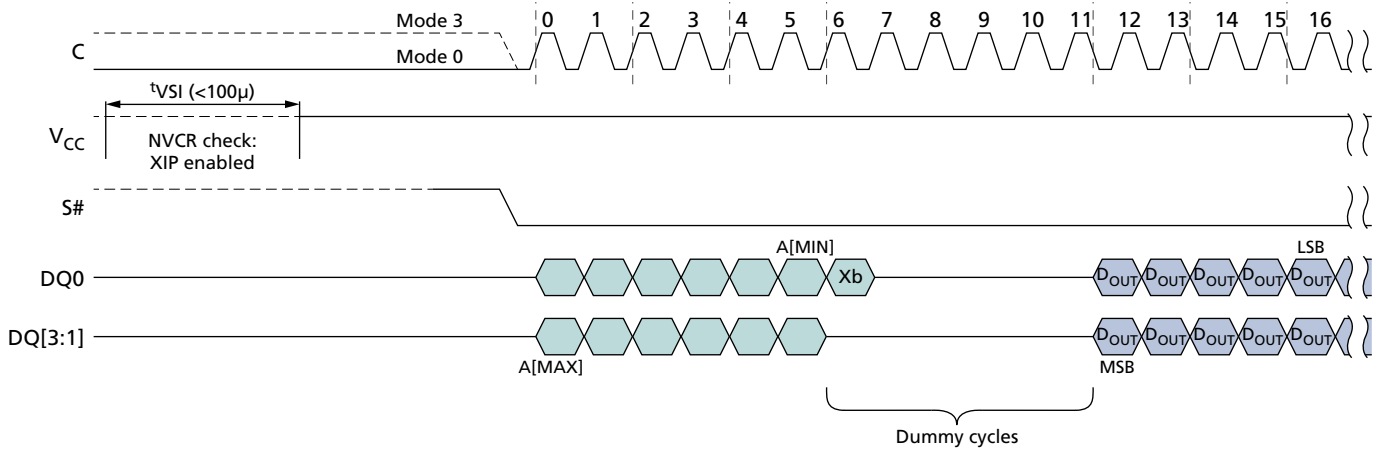 Mode 3
0 1 2 3 4 5 6 7 8 9 10 11 12 13 14 15 16
C
Mode 0
tVSI (<100µ)
VCC
NVCR check:
XIP enabled
S#
A[MIN]
LSB
DQ0
Xb
DOUT DOUT DOUT DOUT DOUT
DQ[3:1]
DOUT DOUT DOUT DOUT DOUT
A[MAX]
MSB
Dummy cycles